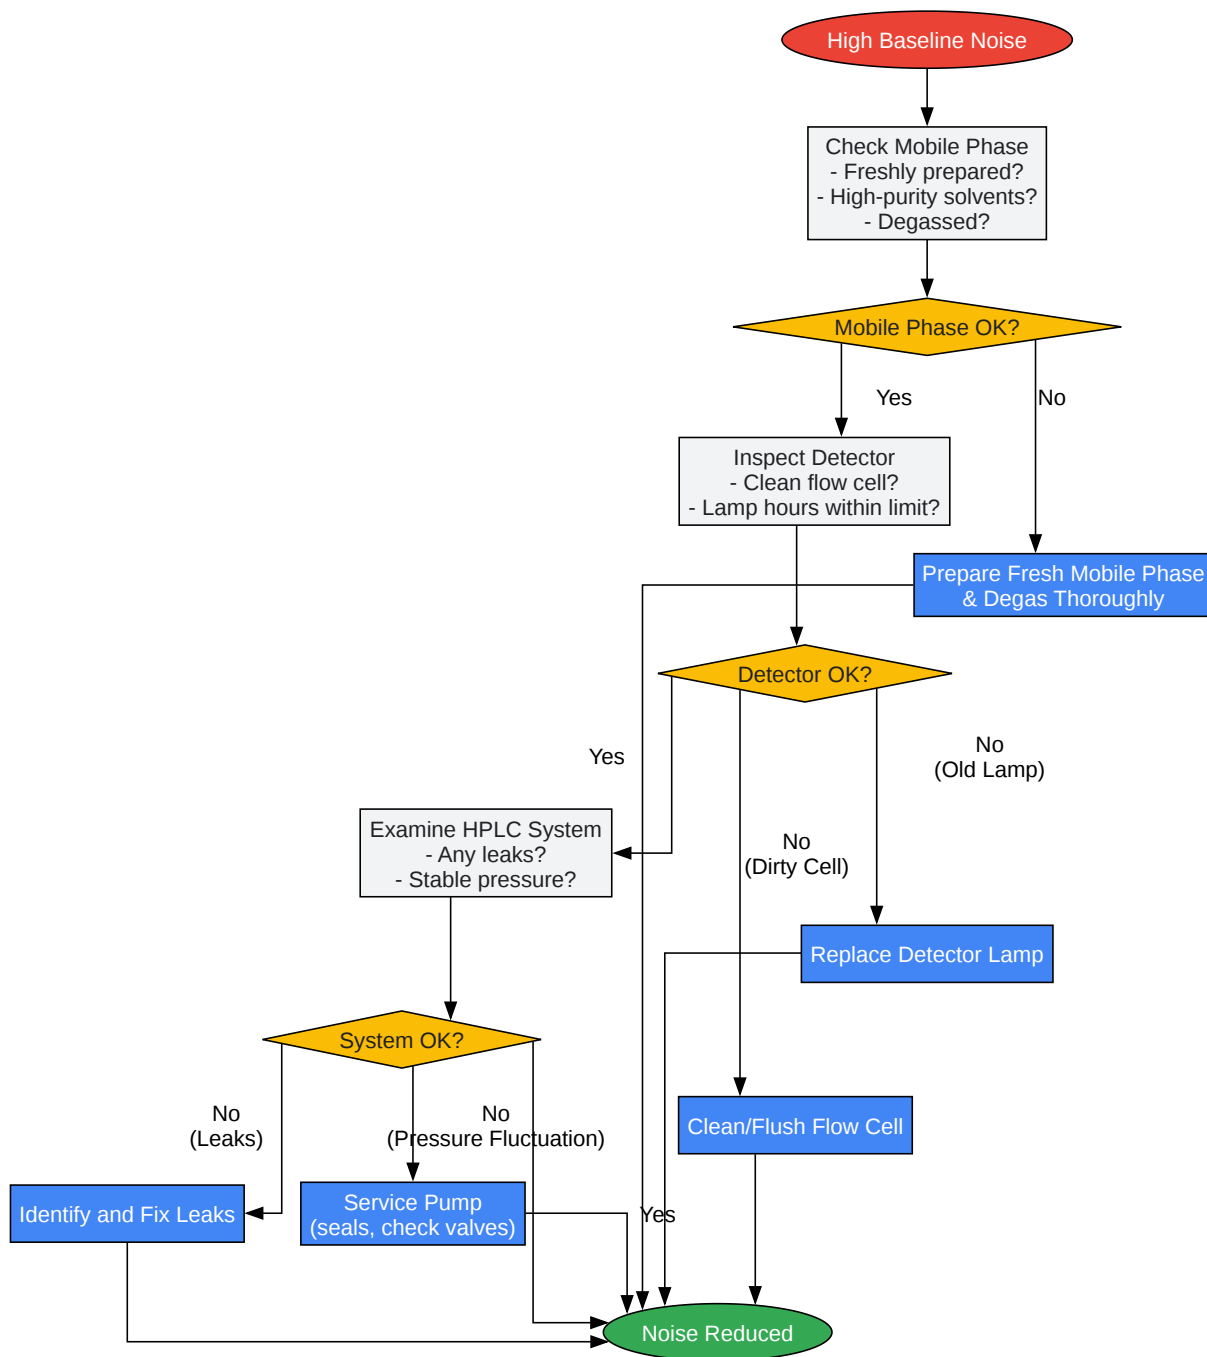 High Baseline Noise
Check Mobile Phase
- Freshly prepared?
- High-purity solvents?
- Degassed?
Mobile Phase OK?
Yes
No
Inspect Detector
- Clean flow cell?
- Lamp hours within limit?
Prepare Fresh Mobile Phase
& Degas Thoroughly
Detector OK?
Yes
No
(Old Lamp)
Examine HPLC System
- Any leaks?
- Stable pressure?
No
(Dirty Cell)
Replace Detector Lamp
System OK?
No
(Leaks)
No
(Pressure Fluctuation)
Clean/Flush Flow Cell
Identify and Fix Leaks
Service Pump
(seals, check valves)
Yes
Noise Reduced